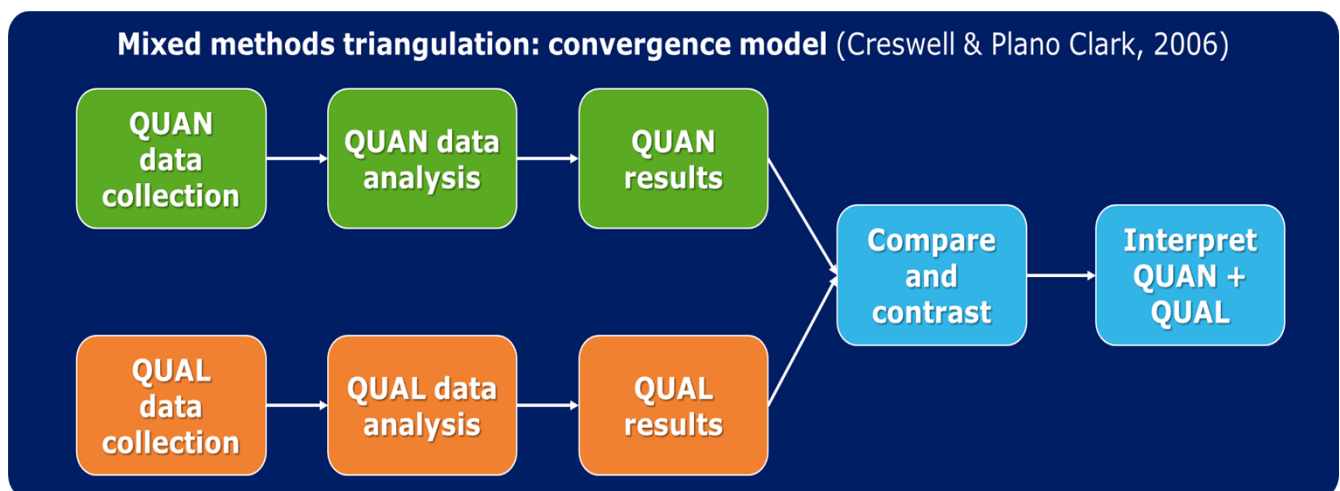 Mixed methods triangulation: convergence model (Creswell & Plano Clark, 2006)
QUAN
data
collection
QUAN data
analysis
QUAN
results
QUAL
data
collection
QUAL data
analysis
QUAL
results
Compare
and
contrast
Interpret
QUAN +
QUAL